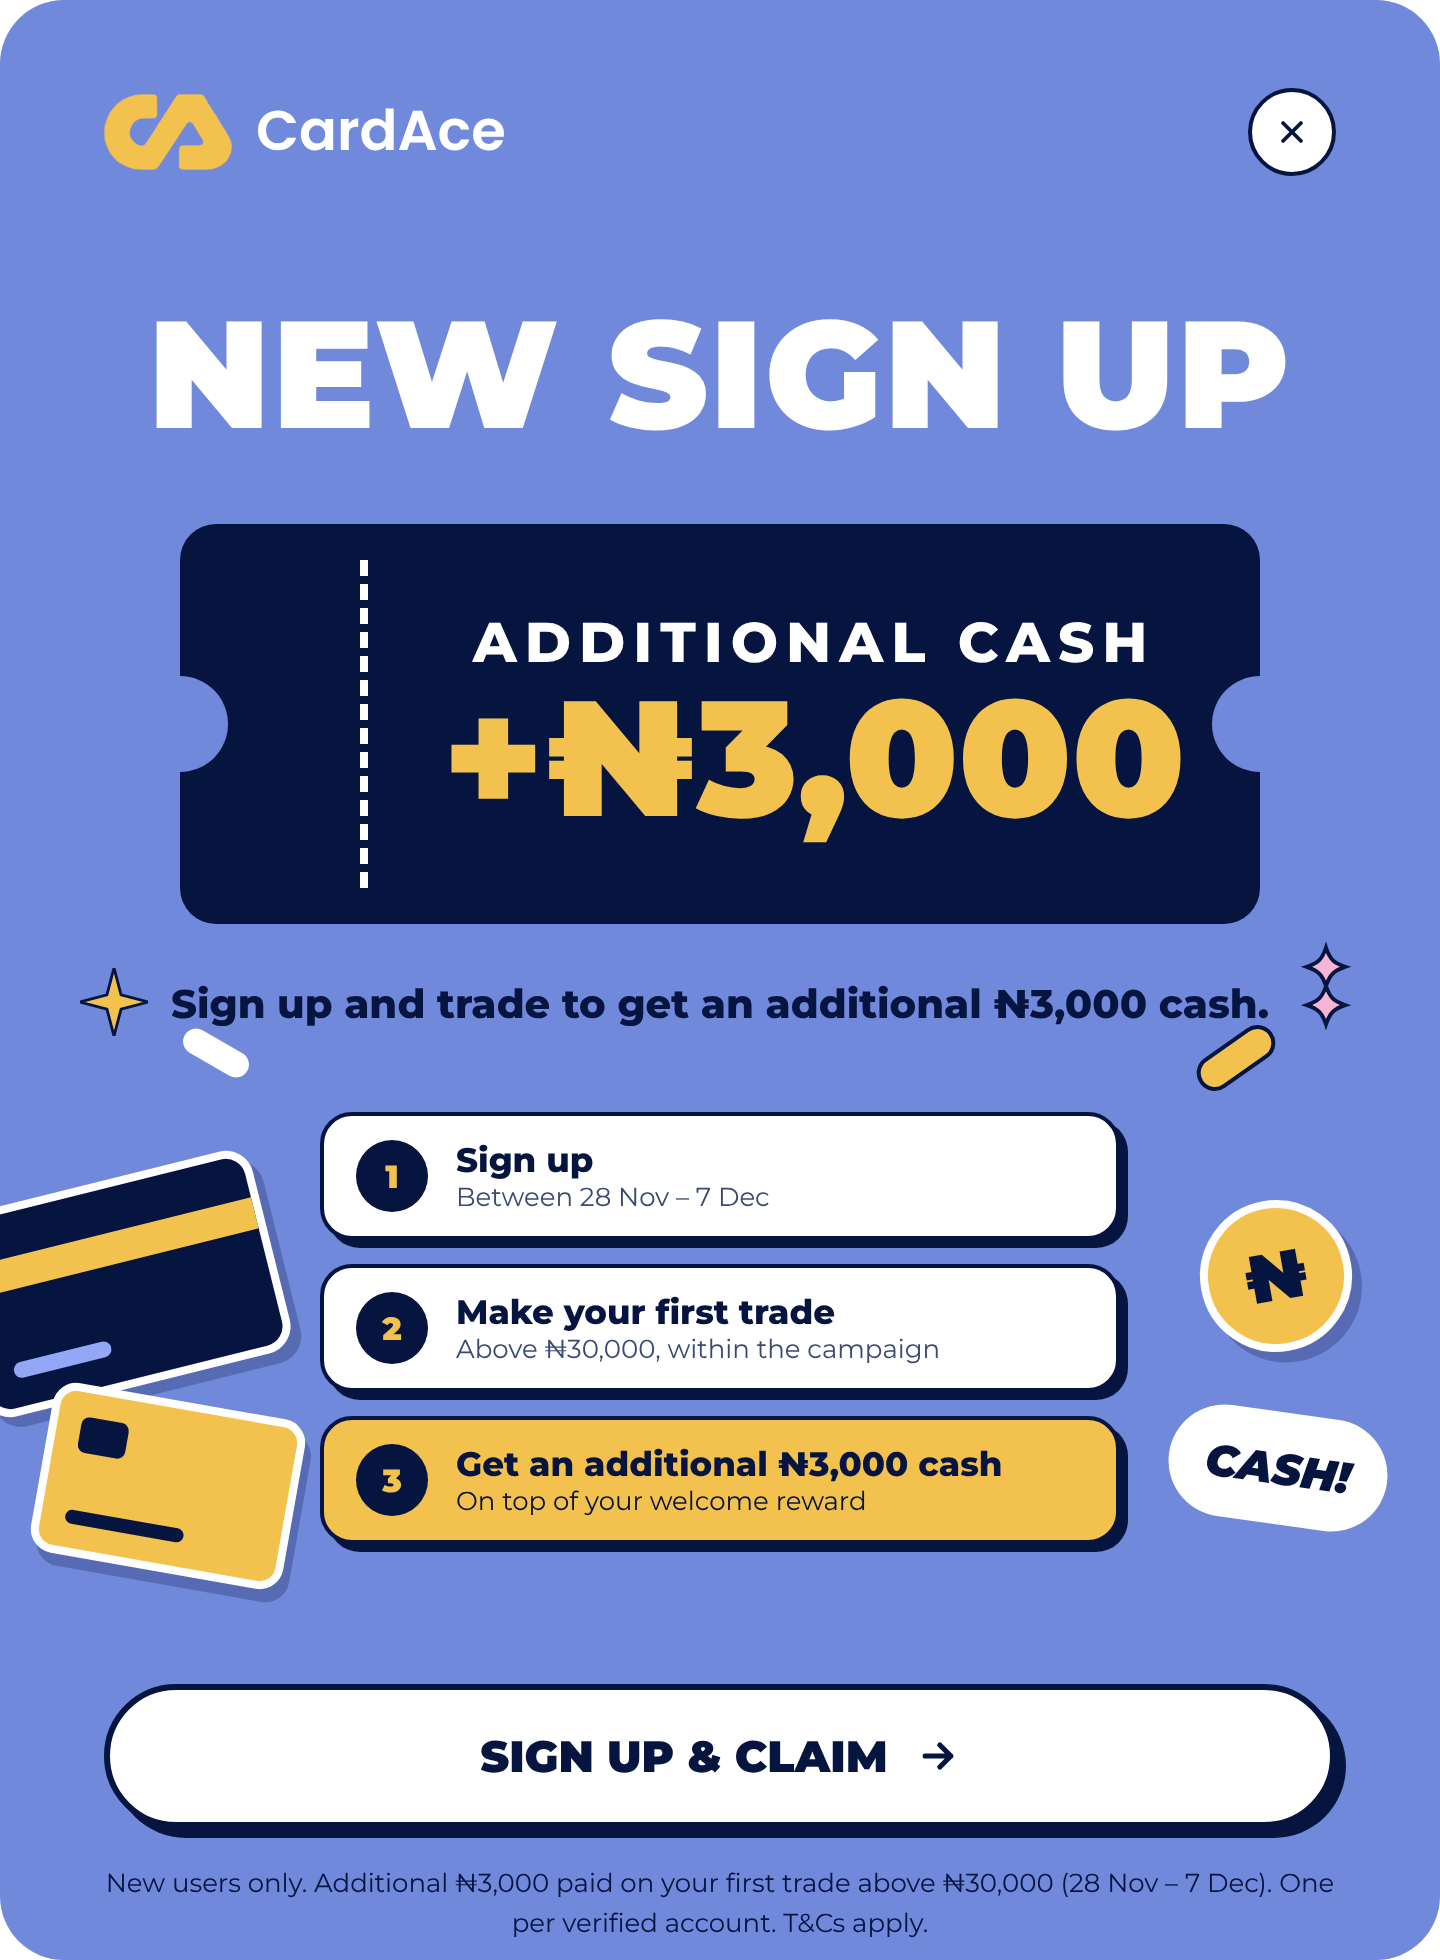 CardAce
NEW SIGN UP
ADDITIONAL CASH
+₦3,000
Sign up and trade to get an additional ₦3,000 cash.
1
Sign up
Between 28 Nov – 7 Dec
2
Make your first trade
Above ₦30,000, within the campaign
3
Get an additional ₦3,000 cash
On top of your welcome reward
₦
CASH!
SIGN UP & CLAIM →
New users only. Additional ₦3,000 paid on your first trade above ₦30,000 (28 Nov – 7 Dec). One
per verified account. T&Cs apply.